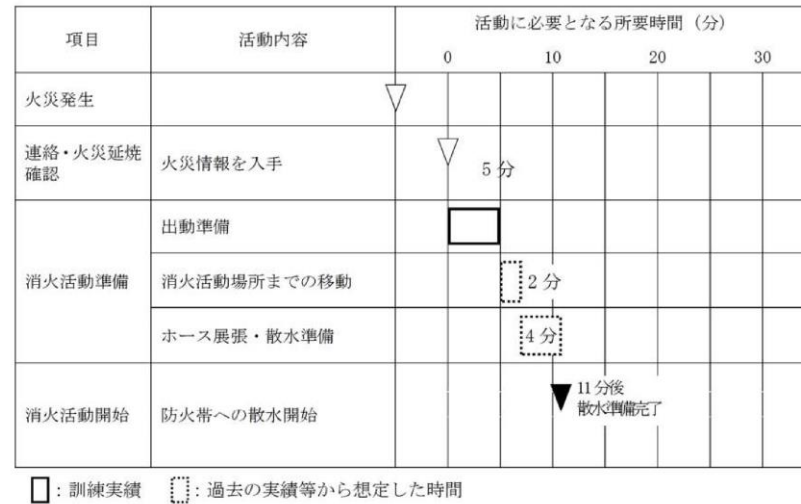 項目
活動内容
活動に必要となる所要時間（分）
0 10 20 30
火災発生
連絡・火災延焼
確認
火災情報を入手
5 分
消火活動準備
出動準備
消火活動場所までの移動
2 分
ホース展張・散水準備
4 分
消火活動開始
防火帯への散水開始
11分後
散水準備完了
：訓練実績 ：過去の実績等から想定した時間